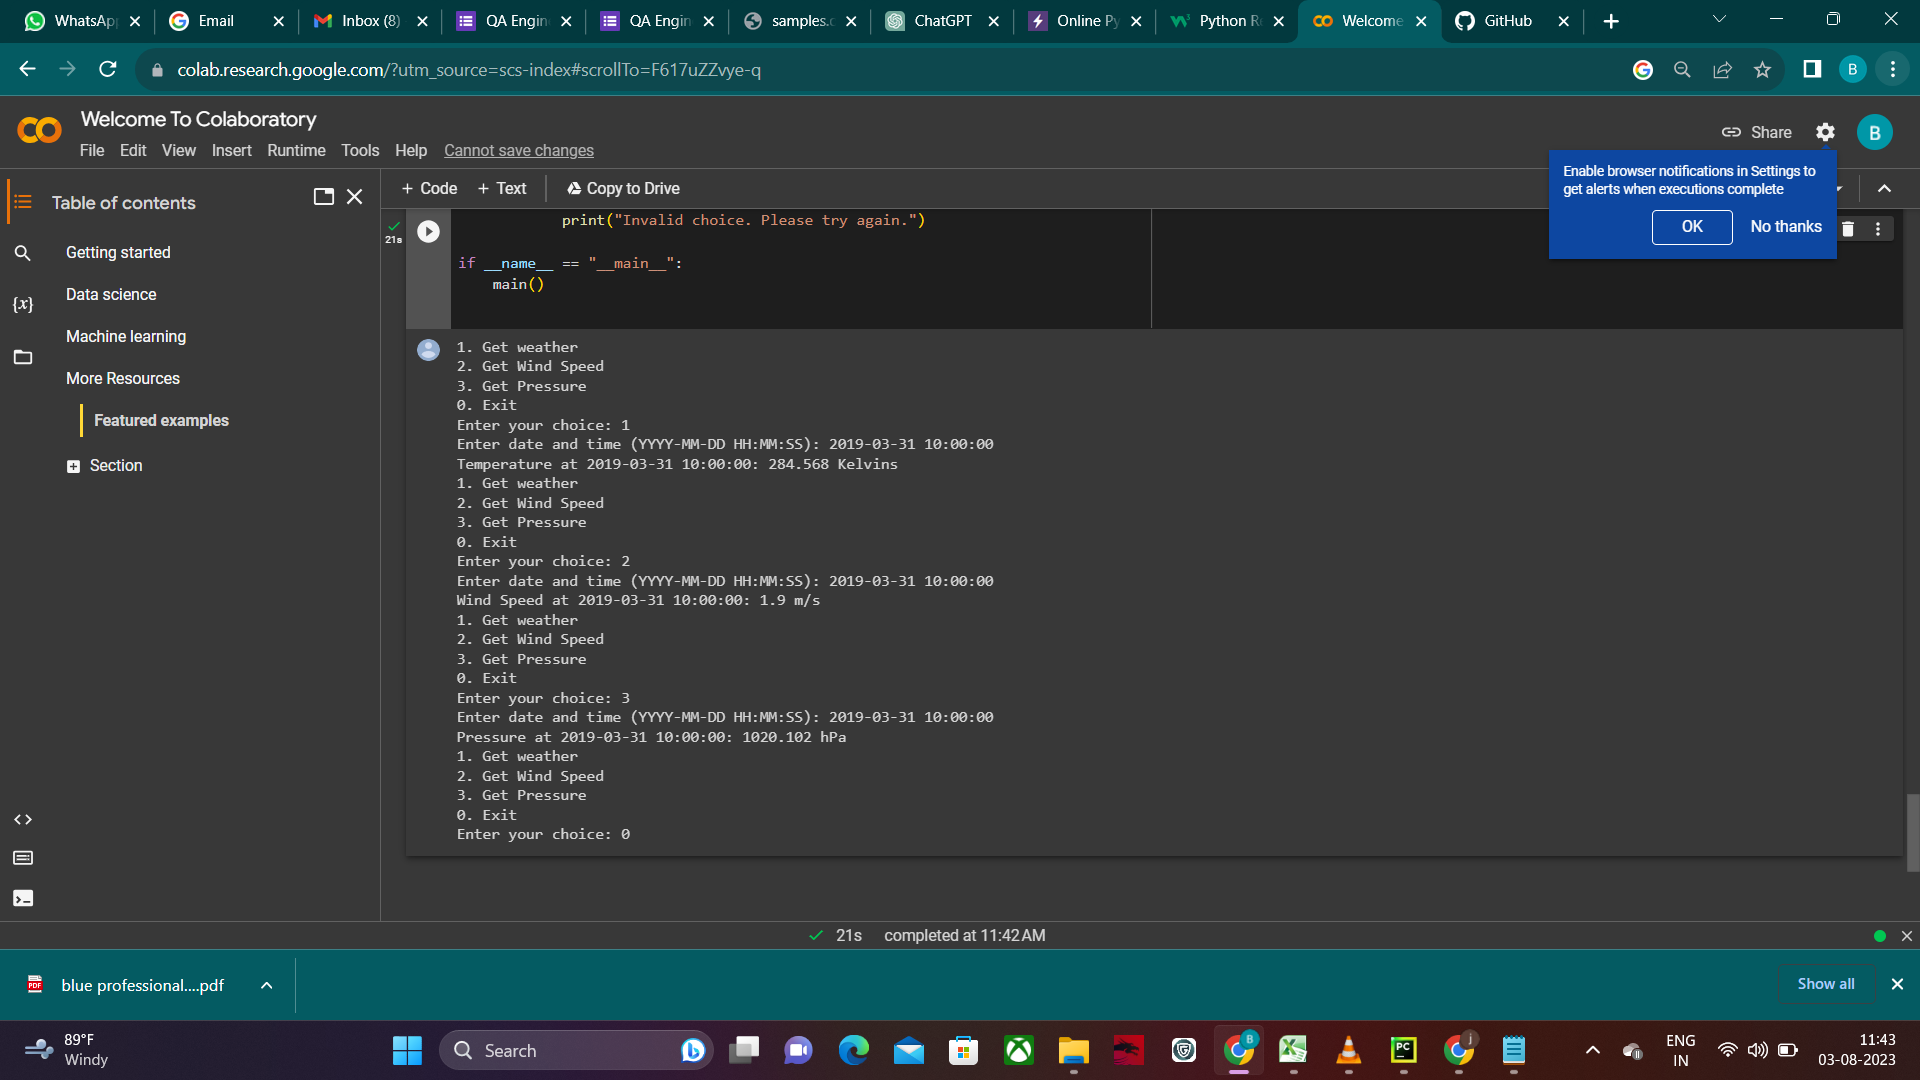 WhatsApp
Email
Inbox (8)
QA Engin
QA Engin
samples.c
ChatGPT
Online Py
Python R
Welcome
GitHub
colab.research.google.com/?utm_source=scs-index#scrollTo=F617uZZvye-q
B
Welcome To Colaboratory
File Edit View Insert Runtime Tools Help Cannot save changes
Share
B
Enable browser notifications in Settings to
get alerts when executions complete
OK No thanks
Table of contents
+ Code + Text Copy to Drive
Getting started
Data science
Machine learning
More Resources
Featured examples
Section
{x}
21s
print("Invalid choice. Please try again.")
if __name__ == "__main__":
main()
1. Get weather
2. Get Wind Speed
3. Get Pressure
0. Exit
Enter your choice: 1
Enter date and time (YYYY-MM-DD HH:MM:SS): 2019-03-31 10:00:00
Temperature at 2019-03-31 10:00:00: 284.568 Kelvins
1. Get weather
2. Get Wind Speed
3. Get Pressure
0. Exit
Enter your choice: 2
Enter date and time (YYYY-MM-DD HH:MM:SS): 2019-03-31 10:00:00
Wind Speed at 2019-03-31 10:00:00: 1.9 m/s
1. Get weather
2. Get Wind Speed
3. Get Pressure
0. Exit
Enter your choice: 3
Enter date and time (YYYY-MM-DD HH:MM:SS): 2019-03-31 10:00:00
Pressure at 2019-03-31 10:00:00: 1020.102 hPa
1. Get weather
2. Get Wind Speed
3. Get Pressure
0. Exit
Enter your choice: 0
21s completed at 11:42 AM
PDF
blue professional....pdf
Show all
89°F
Windy
Search
B
PC
j
ENG
IN
11:43
03-08-2023